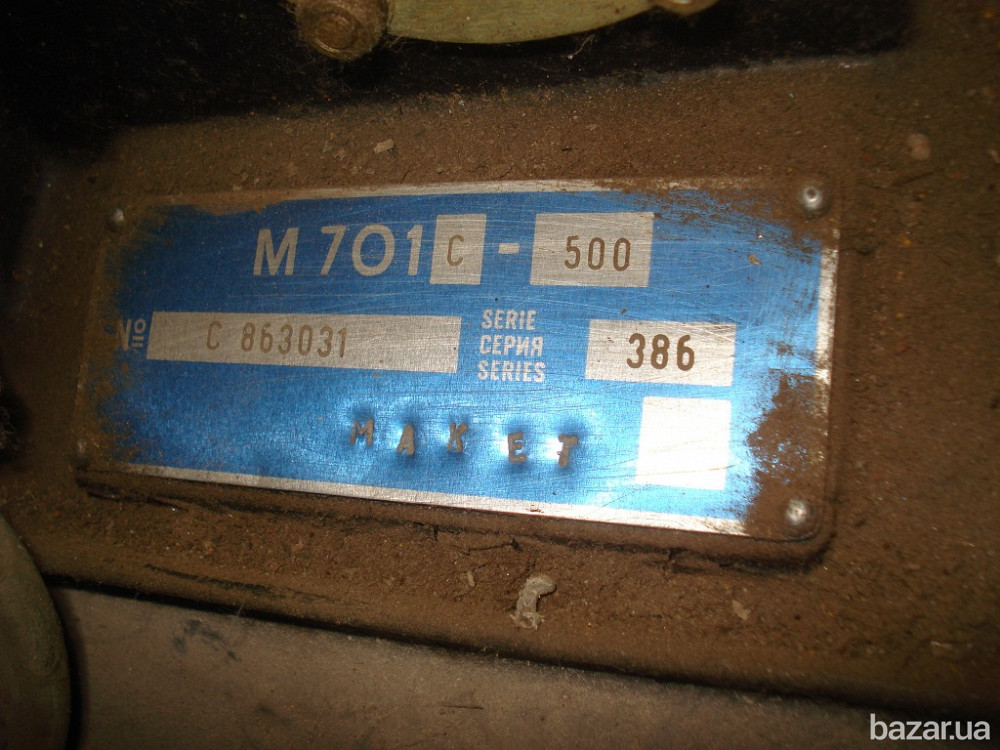 М 701 С - 500
№ С 863031
SERIE
СЕРИЯ
SERIES
386
МАКЕТ
bazar.ua